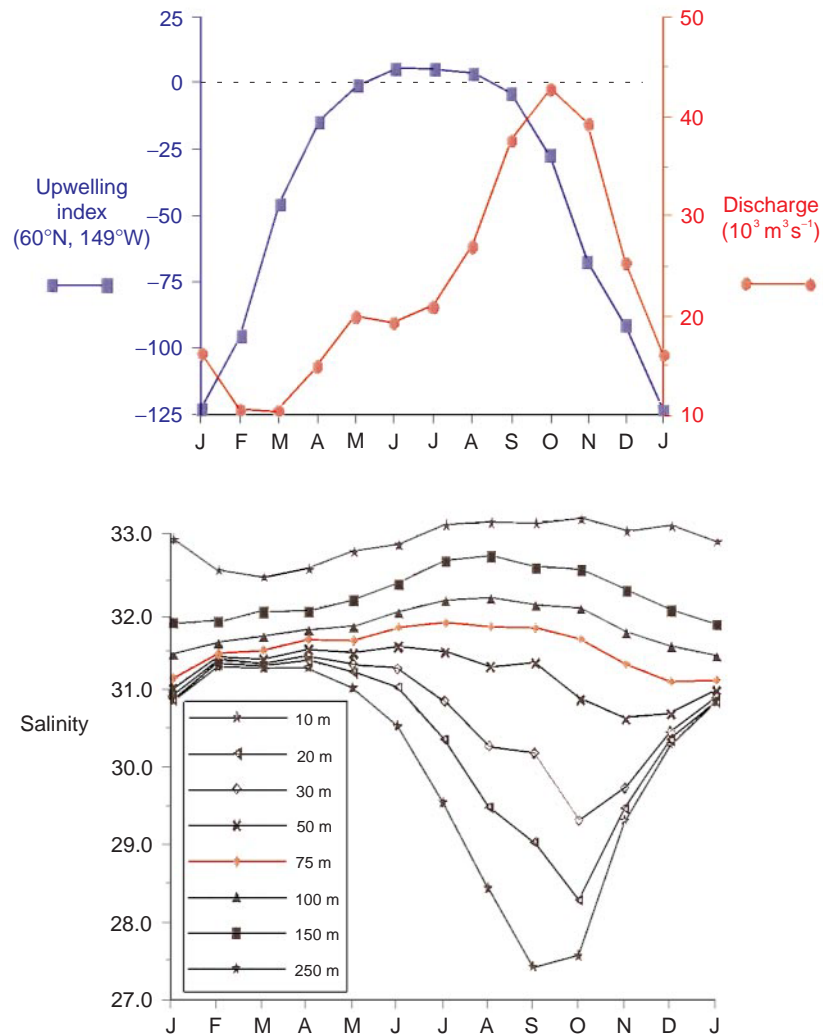 25
0
−25
−50
−75
−100
−125
Upwelling
index
(60°N, 149°W)
50
40
30
20
10
Discharge
(10³ m³ s⁻¹)
J F M A M J J A S O N D J
33.0
32.0
31.0
30.0
29.0
28.0
27.0
Salinity
10 m
20 m
30 m
50 m
75 m
100 m
150 m
250 m
J F M A M J J A S O N D J